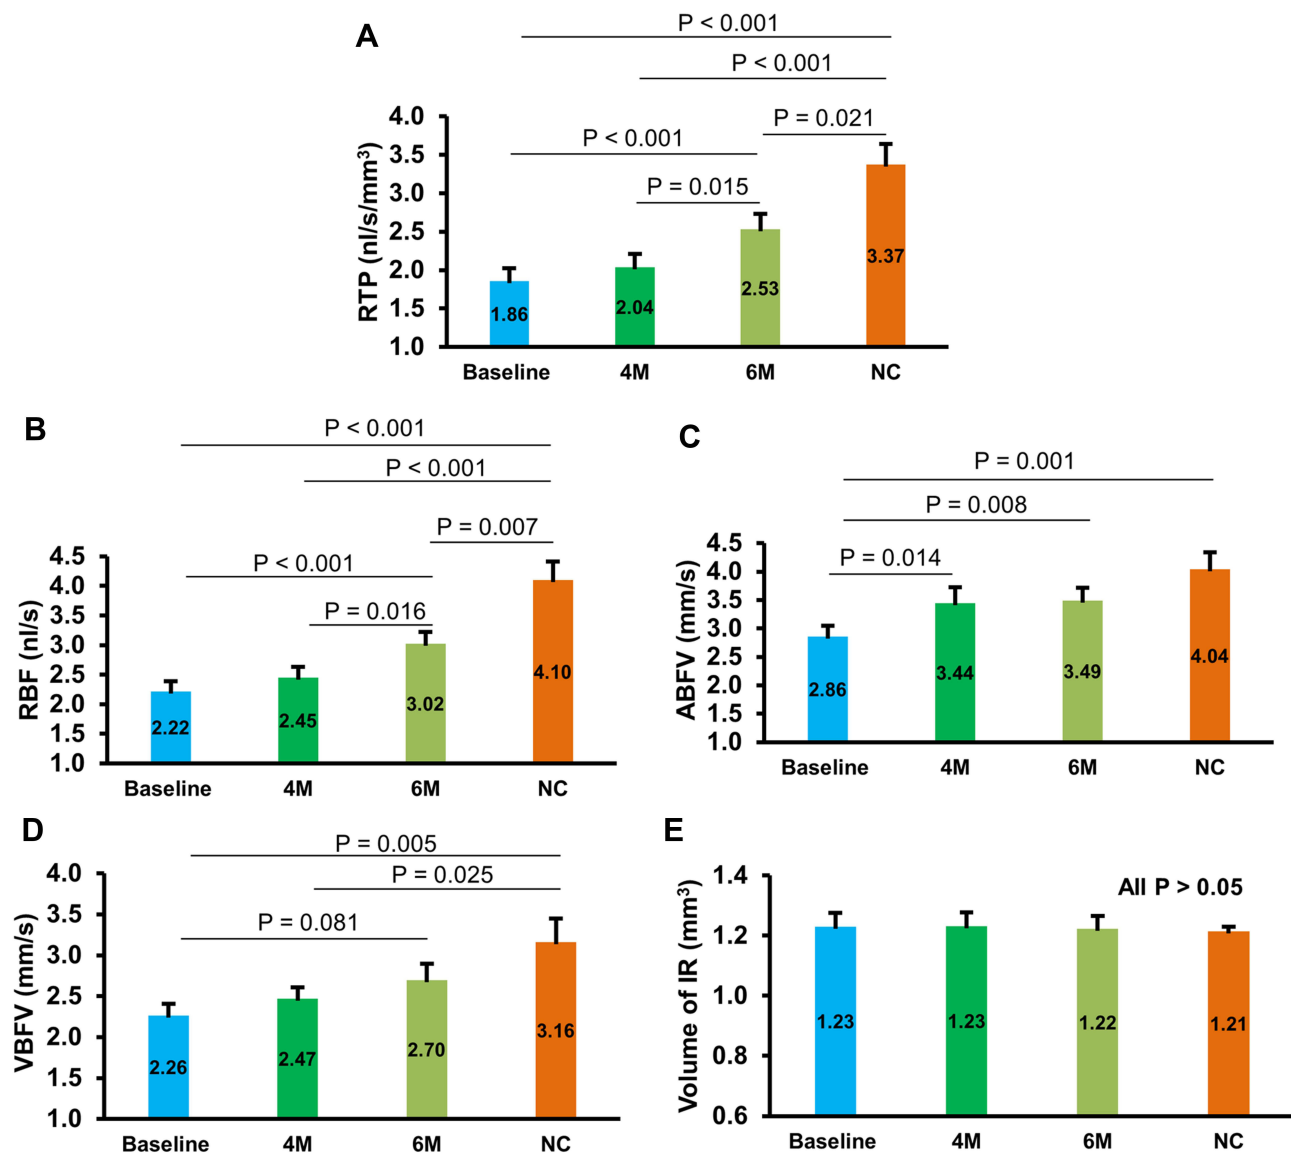 A
P < 0.001
P < 0.001
P = 0.021
P < 0.001
P = 0.015
RTP (nl/s/mm³)
4.0
3.5
3.0
2.5
2.0
1.5
1.0
1.86
2.04
2.53
3.37
Baseline 4M 6M NC
B
P < 0.001
P < 0.001
P = 0.007
P < 0.001
P = 0.016
RBF (nl/s)
4.5
4.0
3.5
3.0
2.5
2.0
1.5
1.0
2.22
2.45
3.02
4.10
Baseline 4M 6M NC
C
P = 0.001
P = 0.008
P = 0.014
ABFV (mm/s)
4.5
4.0
3.5
3.0
2.5
2.0
1.5
1.0
2.86
3.44
3.49
4.04
Baseline 4M 6M NC
D
P = 0.005
P = 0.025
P = 0.081
VBFV (mm/s)
4.0
3.5
3.0
2.5
2.0
1.5
1.0
2.26
2.47
2.70
3.16
Baseline 4M 6M NC
E
All P > 0.05
Volume of IR (mm³)
1.4
1.2
1.0
0.8
0.6
1.23
1.23
1.22
1.21
Baseline 4M 6M NC